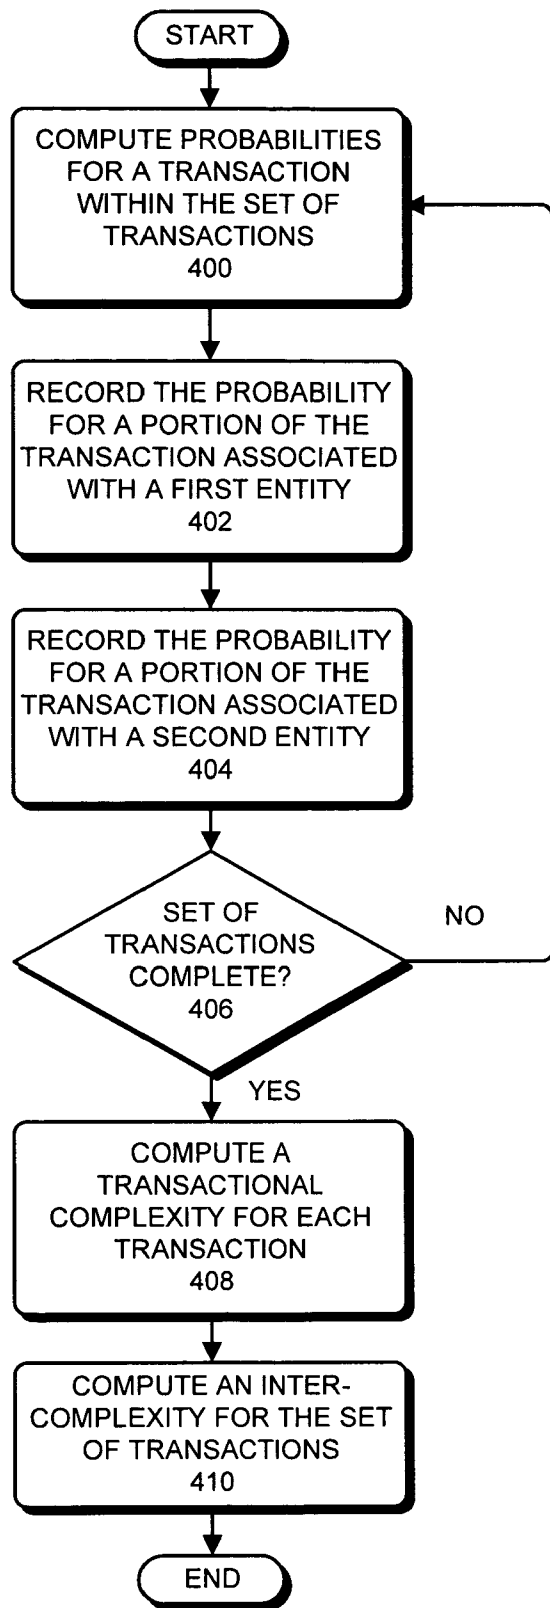 START
COMPUTE PROBABILITIES
FOR A TRANSACTION
WITHIN THE SET OF
TRANSACTIONS
400
RECORD THE PROBABILITY
FOR A PORTION OF THE
TRANSACTION ASSOCIATED
WITH A FIRST ENTITY
402
RECORD THE PROBABILITY
FOR A PORTION OF THE
TRANSACTION ASSOCIATED
WITH A SECOND ENTITY
404
SET OF
TRANSACTIONS
COMPLETE?
406
NO
YES
COMPUTE A
TRANSACTIONAL
COMPLEXITY FOR EACH
TRANSACTION
408
COMPUTE AN INTER-
COMPLEXITY FOR THE SET
OF TRANSACTIONS
410
END